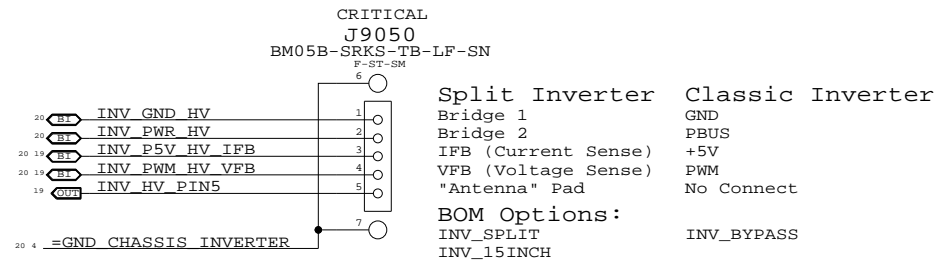 CRITICAL
J9050
BM05B-SRKS-TB-LF-SN
F-ST-SM
6
20 BI INV_GND_HV 1
20 BI INV_PWR_HV 2
20 19 BI INV_P5V_HV_IFB 3
20 19 BI INV_PWM_HV_VFB 4
19 OUT INV_HV_PIN5 5
7
20 4 =GND_CHASSIS_INVERTER
Split Inverter Classic Inverter
Bridge 1 GND
Bridge 2 PBUS
IFB (Current Sense) +5V
VFB (Voltage Sense) PWM
"Antenna" Pad No Connect
BOM Options:
INV_SPLIT INV_BYPASS
INV_15INCH